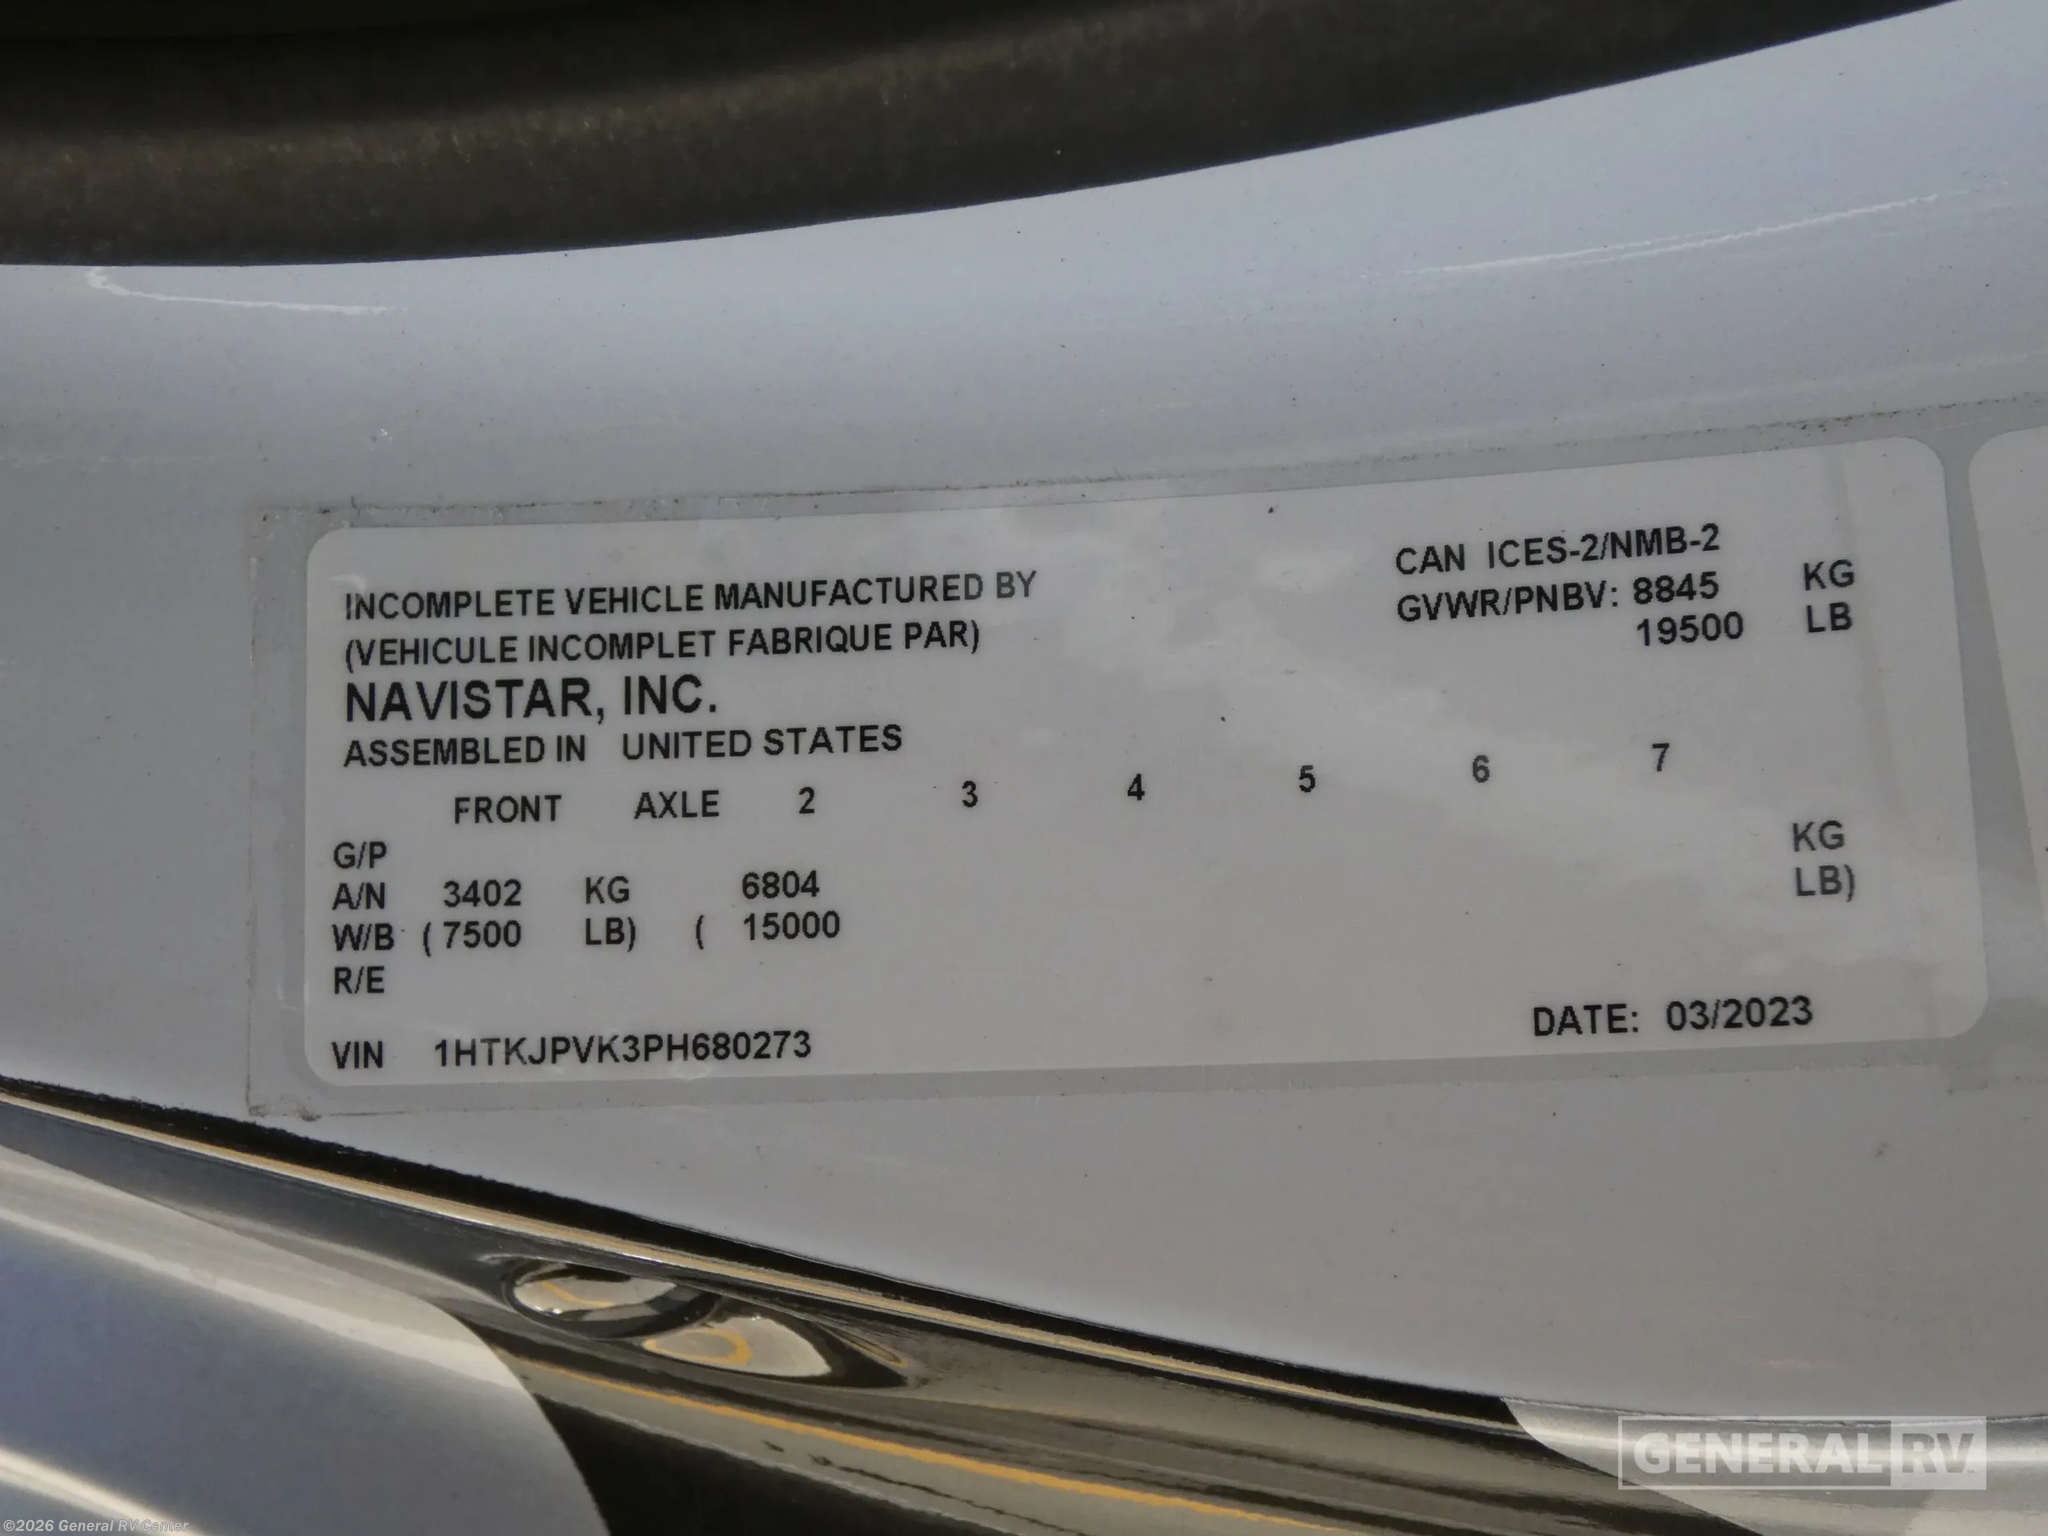 INCOMPLETE VEHICLE MANUFACTURED BY
(VEHICULE INCOMPLET FABRIQUE PAR)
NAVISTAR, INC.
ASSEMBLED IN UNITED STATES
CAN ICES-2/NMB-2
GVWR/PNBV: 8845 KG
19500 LB
FRONT AXLE 2 3 4 5 6 7
G/P
A/N 3402 KG 6804 KG
W/B (7500 LB) ( 15000 LB)
R/E
VIN 1HTKJPVK3PH680273
DATE: 03/2023
GENERAL RV
©2026 General RV Center